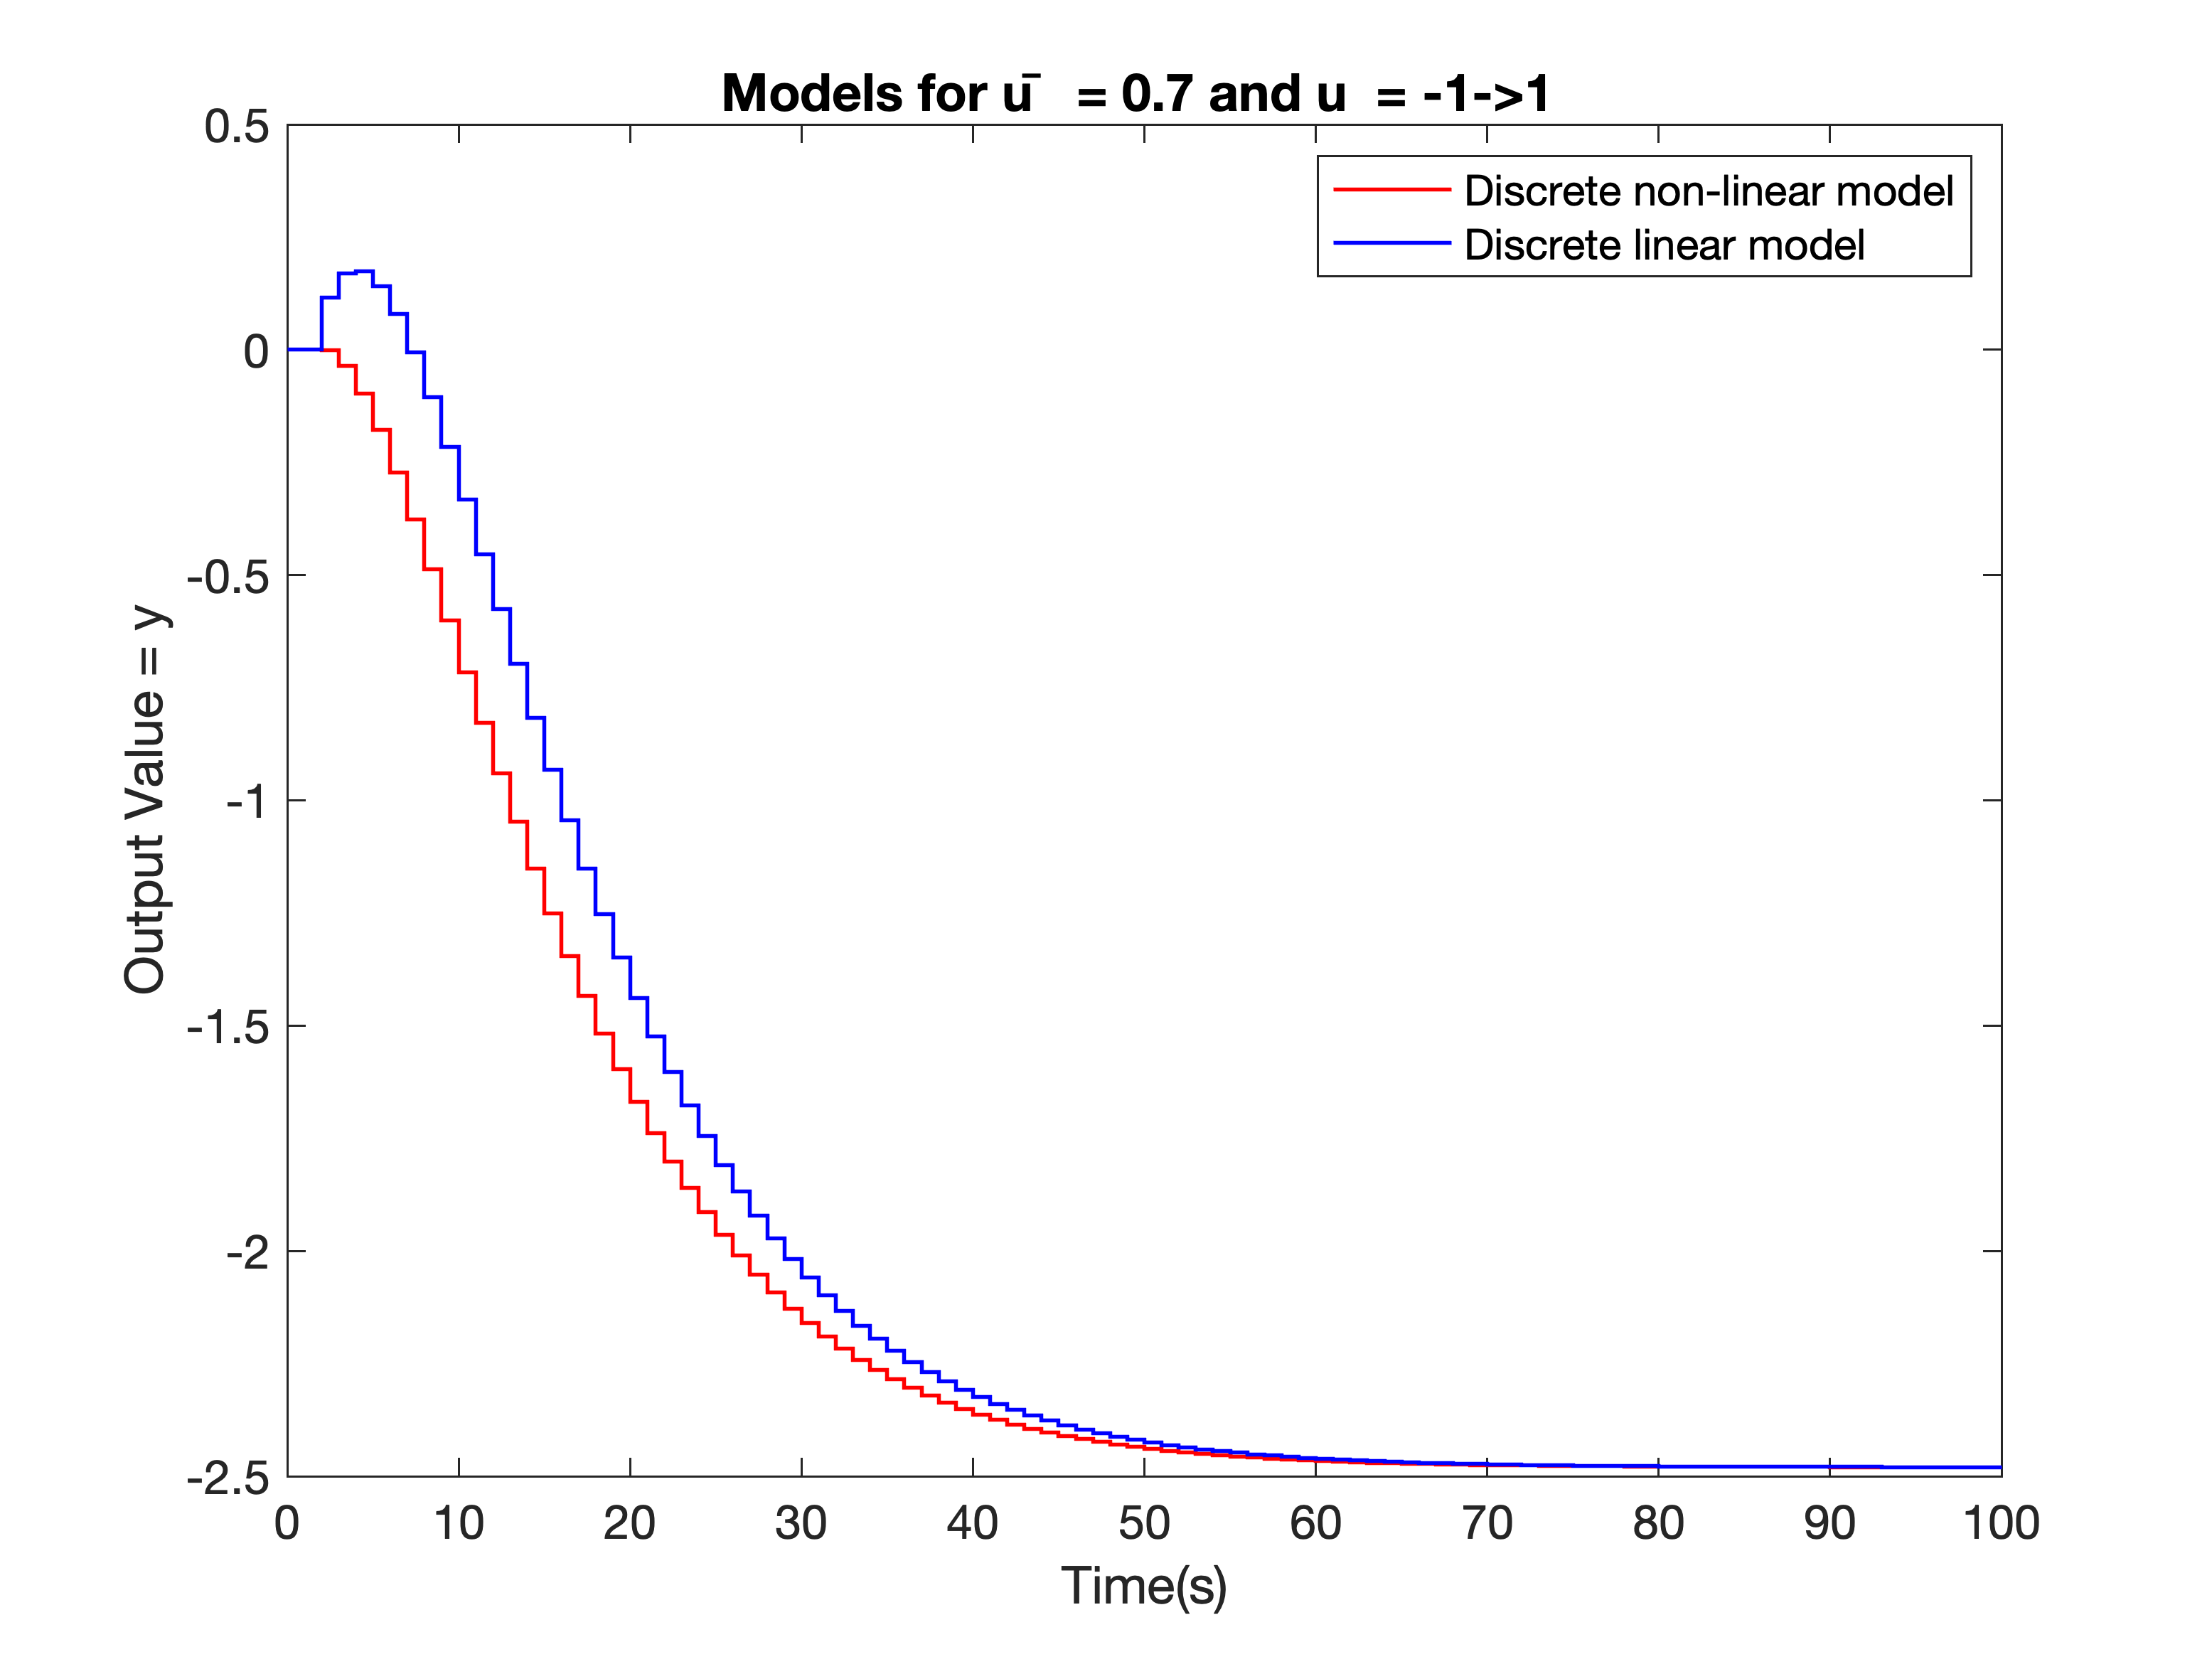 Models for u̅ = 0.7 and u = -1->1
Discrete non-linear model
Discrete linear model
Output Value = y
0.5
0
-0.5
-1
-1.5
-2
-2.5
0 10 20 30 40 50 60 70 80 90 100
Time(s)